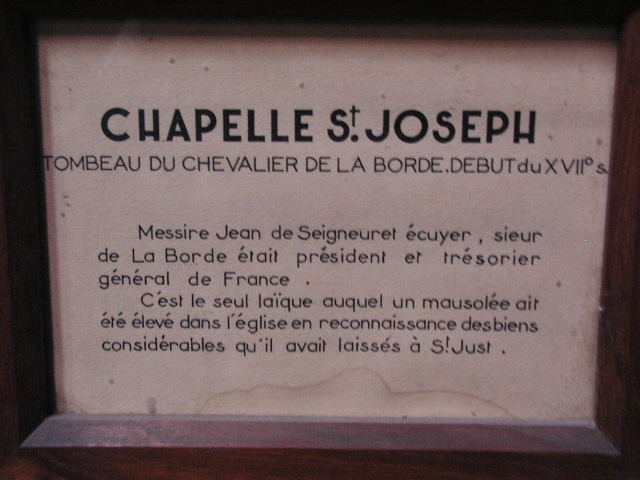 CHAPELLE St. JOSEPH
TOMBEAU DU CHEVALIER DE LA BORDE. DEBUT du XVII° s.
Messire Jean de Seigneuret écuyer, sieur
de La Borde était président et trésorier
général de France .
C'est le seul laïque auquel un mausolée ait
été élevé dans l'église en reconnaissance des biens
considérables qu'il avait laissés à St. Just .